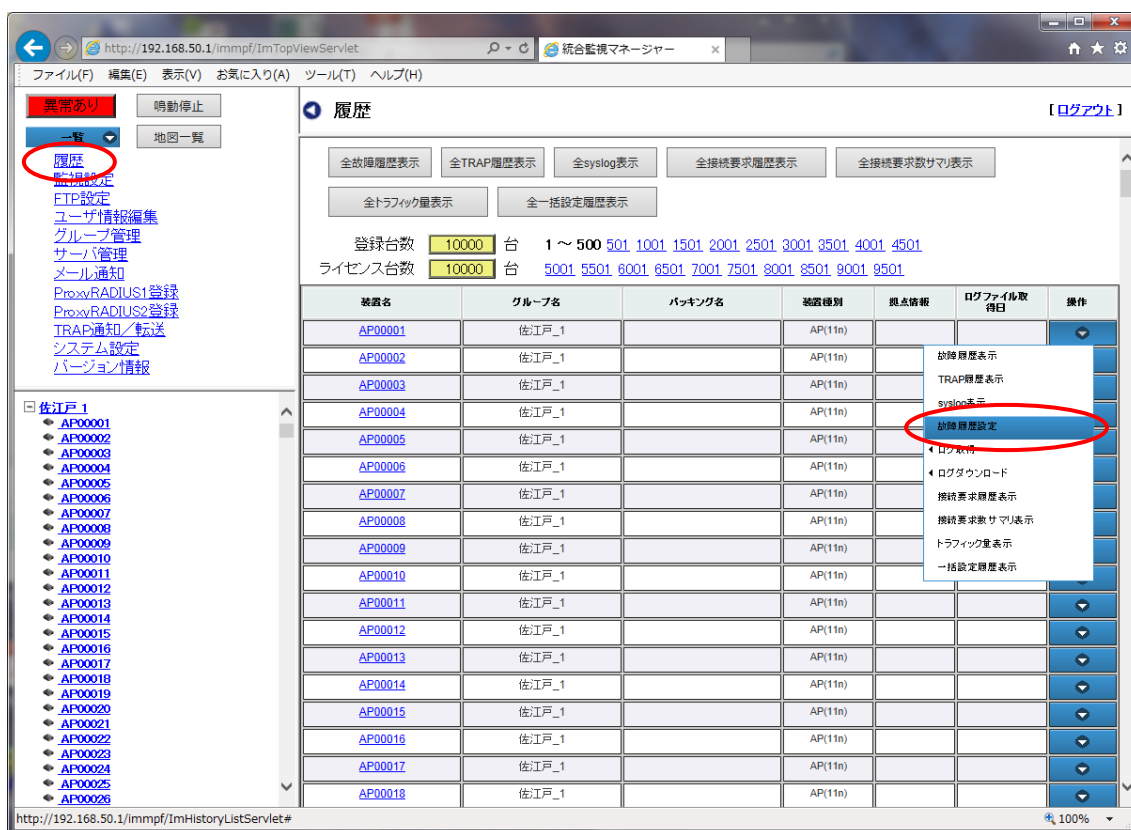 http://192.168.50.1/immpf/ImTopViewServlet
統合監視マネージャー
ファイル(F) 編集(E) 表示(V) お気に入り(A) ツール(T) ヘルプ(H)
異常あり 鳴動停止
一覧 地図一覧
履歴
監視設定
FTP設定
ユーザ情報編集
グループ管理
サーバ管理
メール通知
ProxyRADIUS1登録
ProxyRADIUS2登録
TRAP通知／転送
システム設定
バージョン情報
佐江戸 1
AP00001
AP00002
AP00003
AP00004
AP00005
AP00006
AP00007
AP00008
AP00009
AP00010
AP00011
AP00012
AP00013
AP00014
AP00015
AP00016
AP00017
AP00018
AP00019
AP00020
AP00021
AP00022
AP00023
AP00024
AP00025
AP00026
履歴 [ログアウト]
全故障履歴表示 全TRAP履歴表示 全syslog表示 全接続要求履歴表示 全接続要求数サマリ表示
全トラフィック量表示 全一括設定履歴表示
登録台数 10000 台 1 ～ 500 501 1001 1501 2001 2501 3001 3501 4001 4501
ライセンス台数 10000 台 5001 5501 6001 6501 7001 7501 8001 8501 9001 9501
装置名 グループ名 パッキング名 装置種別 拠点情報 ログファイル取得日 操作
AP00001 佐江戸_1 AP(11n)
AP00002 佐江戸_1 AP(11n)
AP00003 佐江戸_1 AP(11n)
AP00004 佐江戸_1 AP(11n)
AP00005 佐江戸_1 AP(11n)
AP00006 佐江戸_1 AP(11n)
AP00007 佐江戸_1 AP(11n)
AP00008 佐江戸_1 AP(11n)
AP00009 佐江戸_1 AP(11n)
AP00010 佐江戸_1 AP(11n)
AP00011 佐江戸_1 AP(11n)
AP00012 佐江戸_1 AP(11n)
AP00013 佐江戸_1 AP(11n)
AP00014 佐江戸_1 AP(11n)
AP00015 佐江戸_1 AP(11n)
AP00016 佐江戸_1 AP(11n)
AP00017 佐江戸_1 AP(11n)
AP00018 佐江戸_1 AP(11n)
故障履歴表示
TRAP履歴表示
syslog表示
故障履歴設定
ログ取得
ログダウンロード
接続要求履歴表示
接続要求数サマリ表示
トラフィック量表示
一括設定履歴表示
http://192.168.50.1/immpf/ImHistoryListServlet#
100%